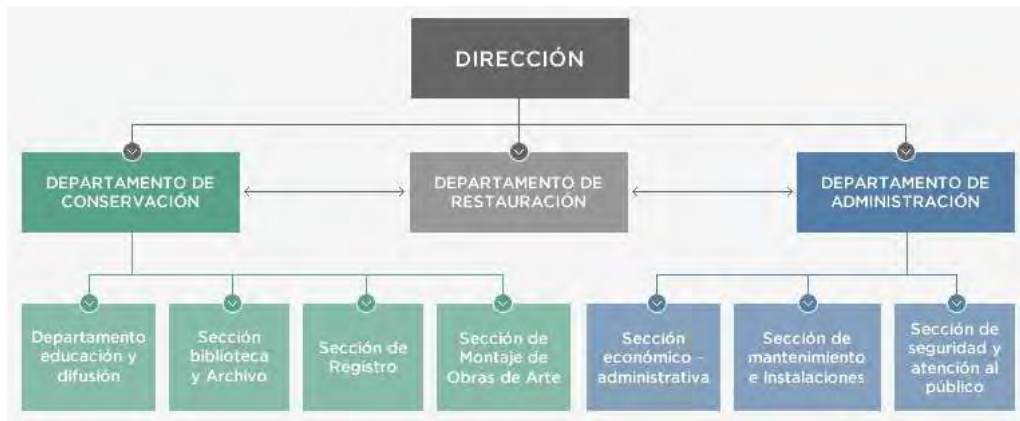 DIRECCIÓN
DEPARTAMENTO DE
CONSERVACIÓN
DEPARTAMENTO DE
RESTAURACIÓN
DEPARTAMENTO DE
ADMINISTRACIÓN
Departamento
educación y
difusión
Sección
biblioteca
y Archivo
Sección de
Registro
Sección de
Montaje de
Obras de Arte
Sección
económico -
administrativa
Sección de
mantenimiento
e instalaciones
Sección de
seguridad y
atención al
público